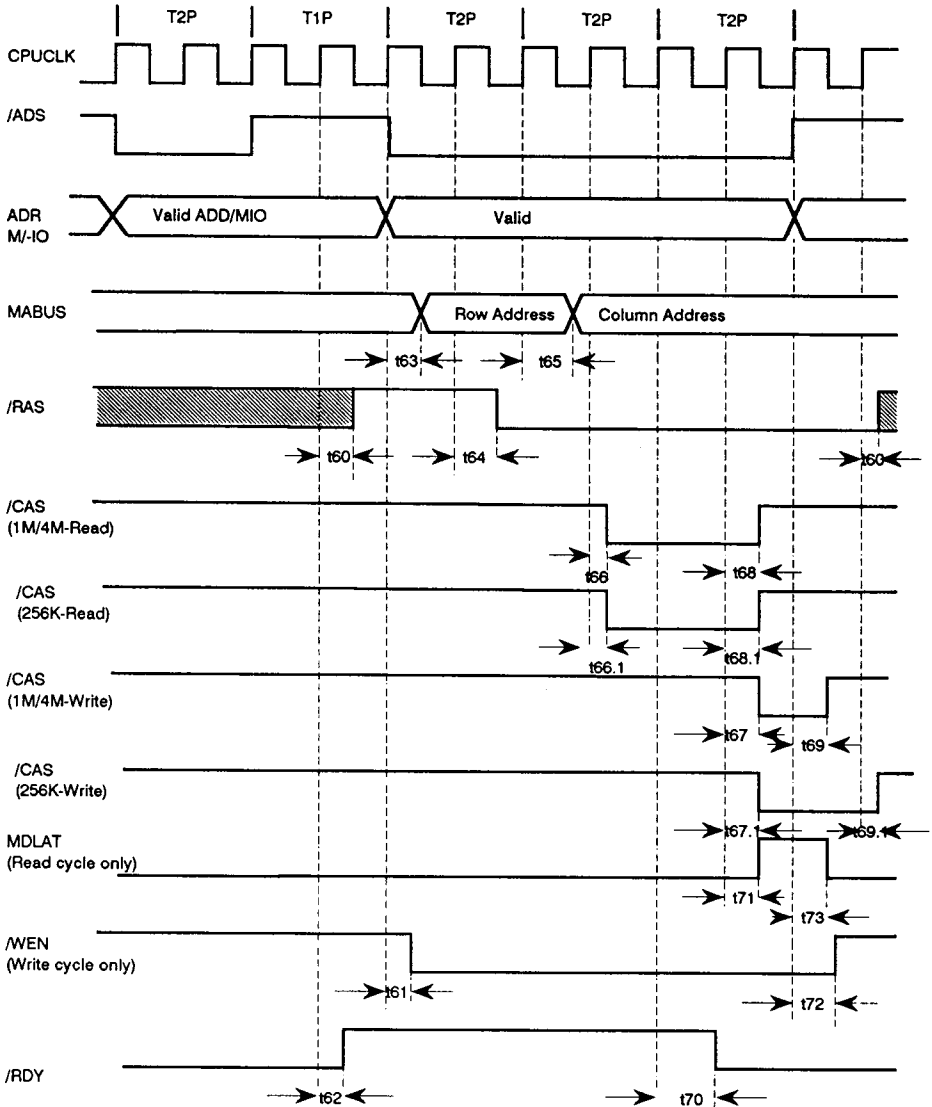 T2P T1P T2P T2P T2P
CPUCLK
/ADS
ADR
M/-IO
Valid ADD/MIO Valid
MABUS
Row Address Column Address
t63 t65
/RAS
t60 t64 t60
/CAS
(1M/4M-Read)
t66 t68
/CAS
(256K-Read)
t66.1 t68.1
/CAS
(1M/4M-Write)
t67 t69
/CAS
(256K-Write)
t67.1 t69.1
MDLAT
(Read cycle only)
t71 t73
/WEN
(Write cycle only)
t61 t72
/RDY
t62 t70